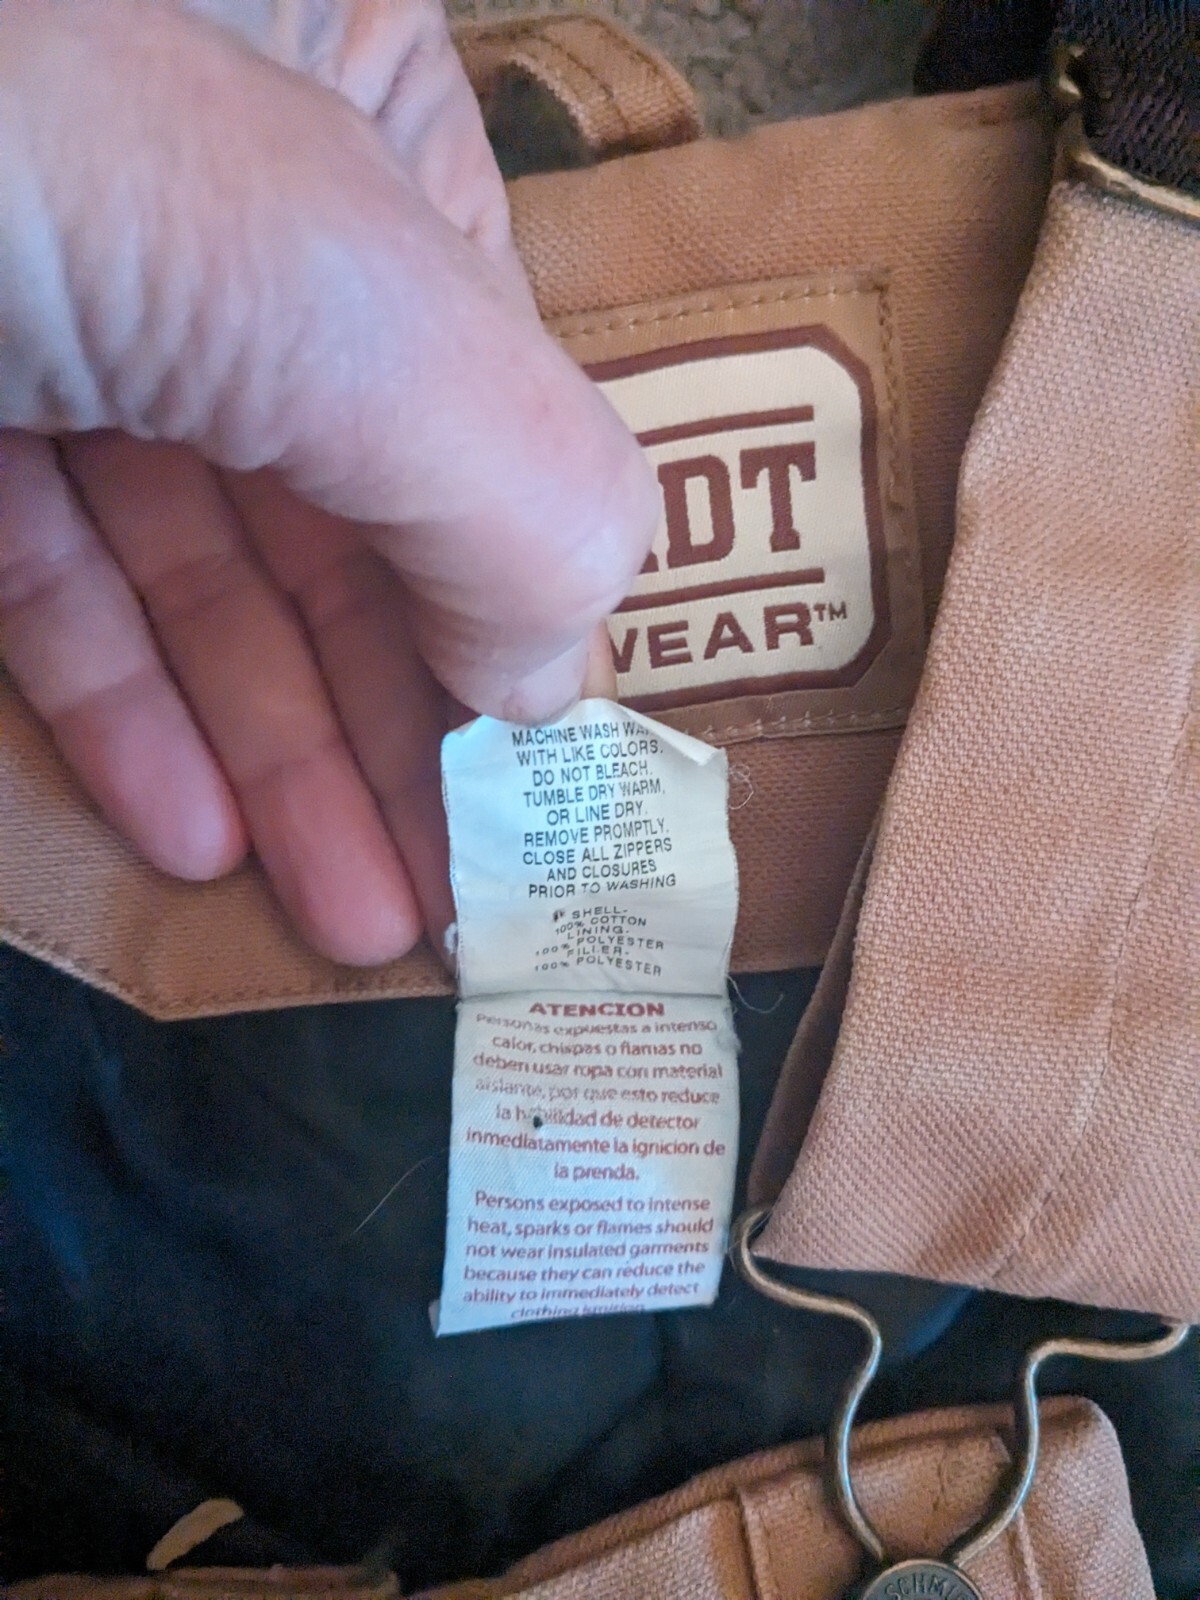 DT
WEAR™
MACHINE WASH
WITH LIKE COLORS.
DO NOT BLEACH.
TUMBLE DRY WARM,
OR LINE DRY.
REMOVE PROMPTLY.
CLOSE ALL ZIPPERS
AND CLOSURES
PRIOR TO WASHING
SHELL-
100% COTTON
LINING-
100% POLYESTER
FILLER-
100% POLYESTER
ATENCION
Personas expuestas a intenso
calor, chispas o flamas no
deben usar ropa con material
aislante, por que esto reduce
la habilidad de detector
inmediatamente la ignicion de
la prenda.
Persons exposed to intense
heat, sparks or flames should
not wear insulated garments
because they can reduce the
ability to immediately detect
clothing ignition
SCHMI